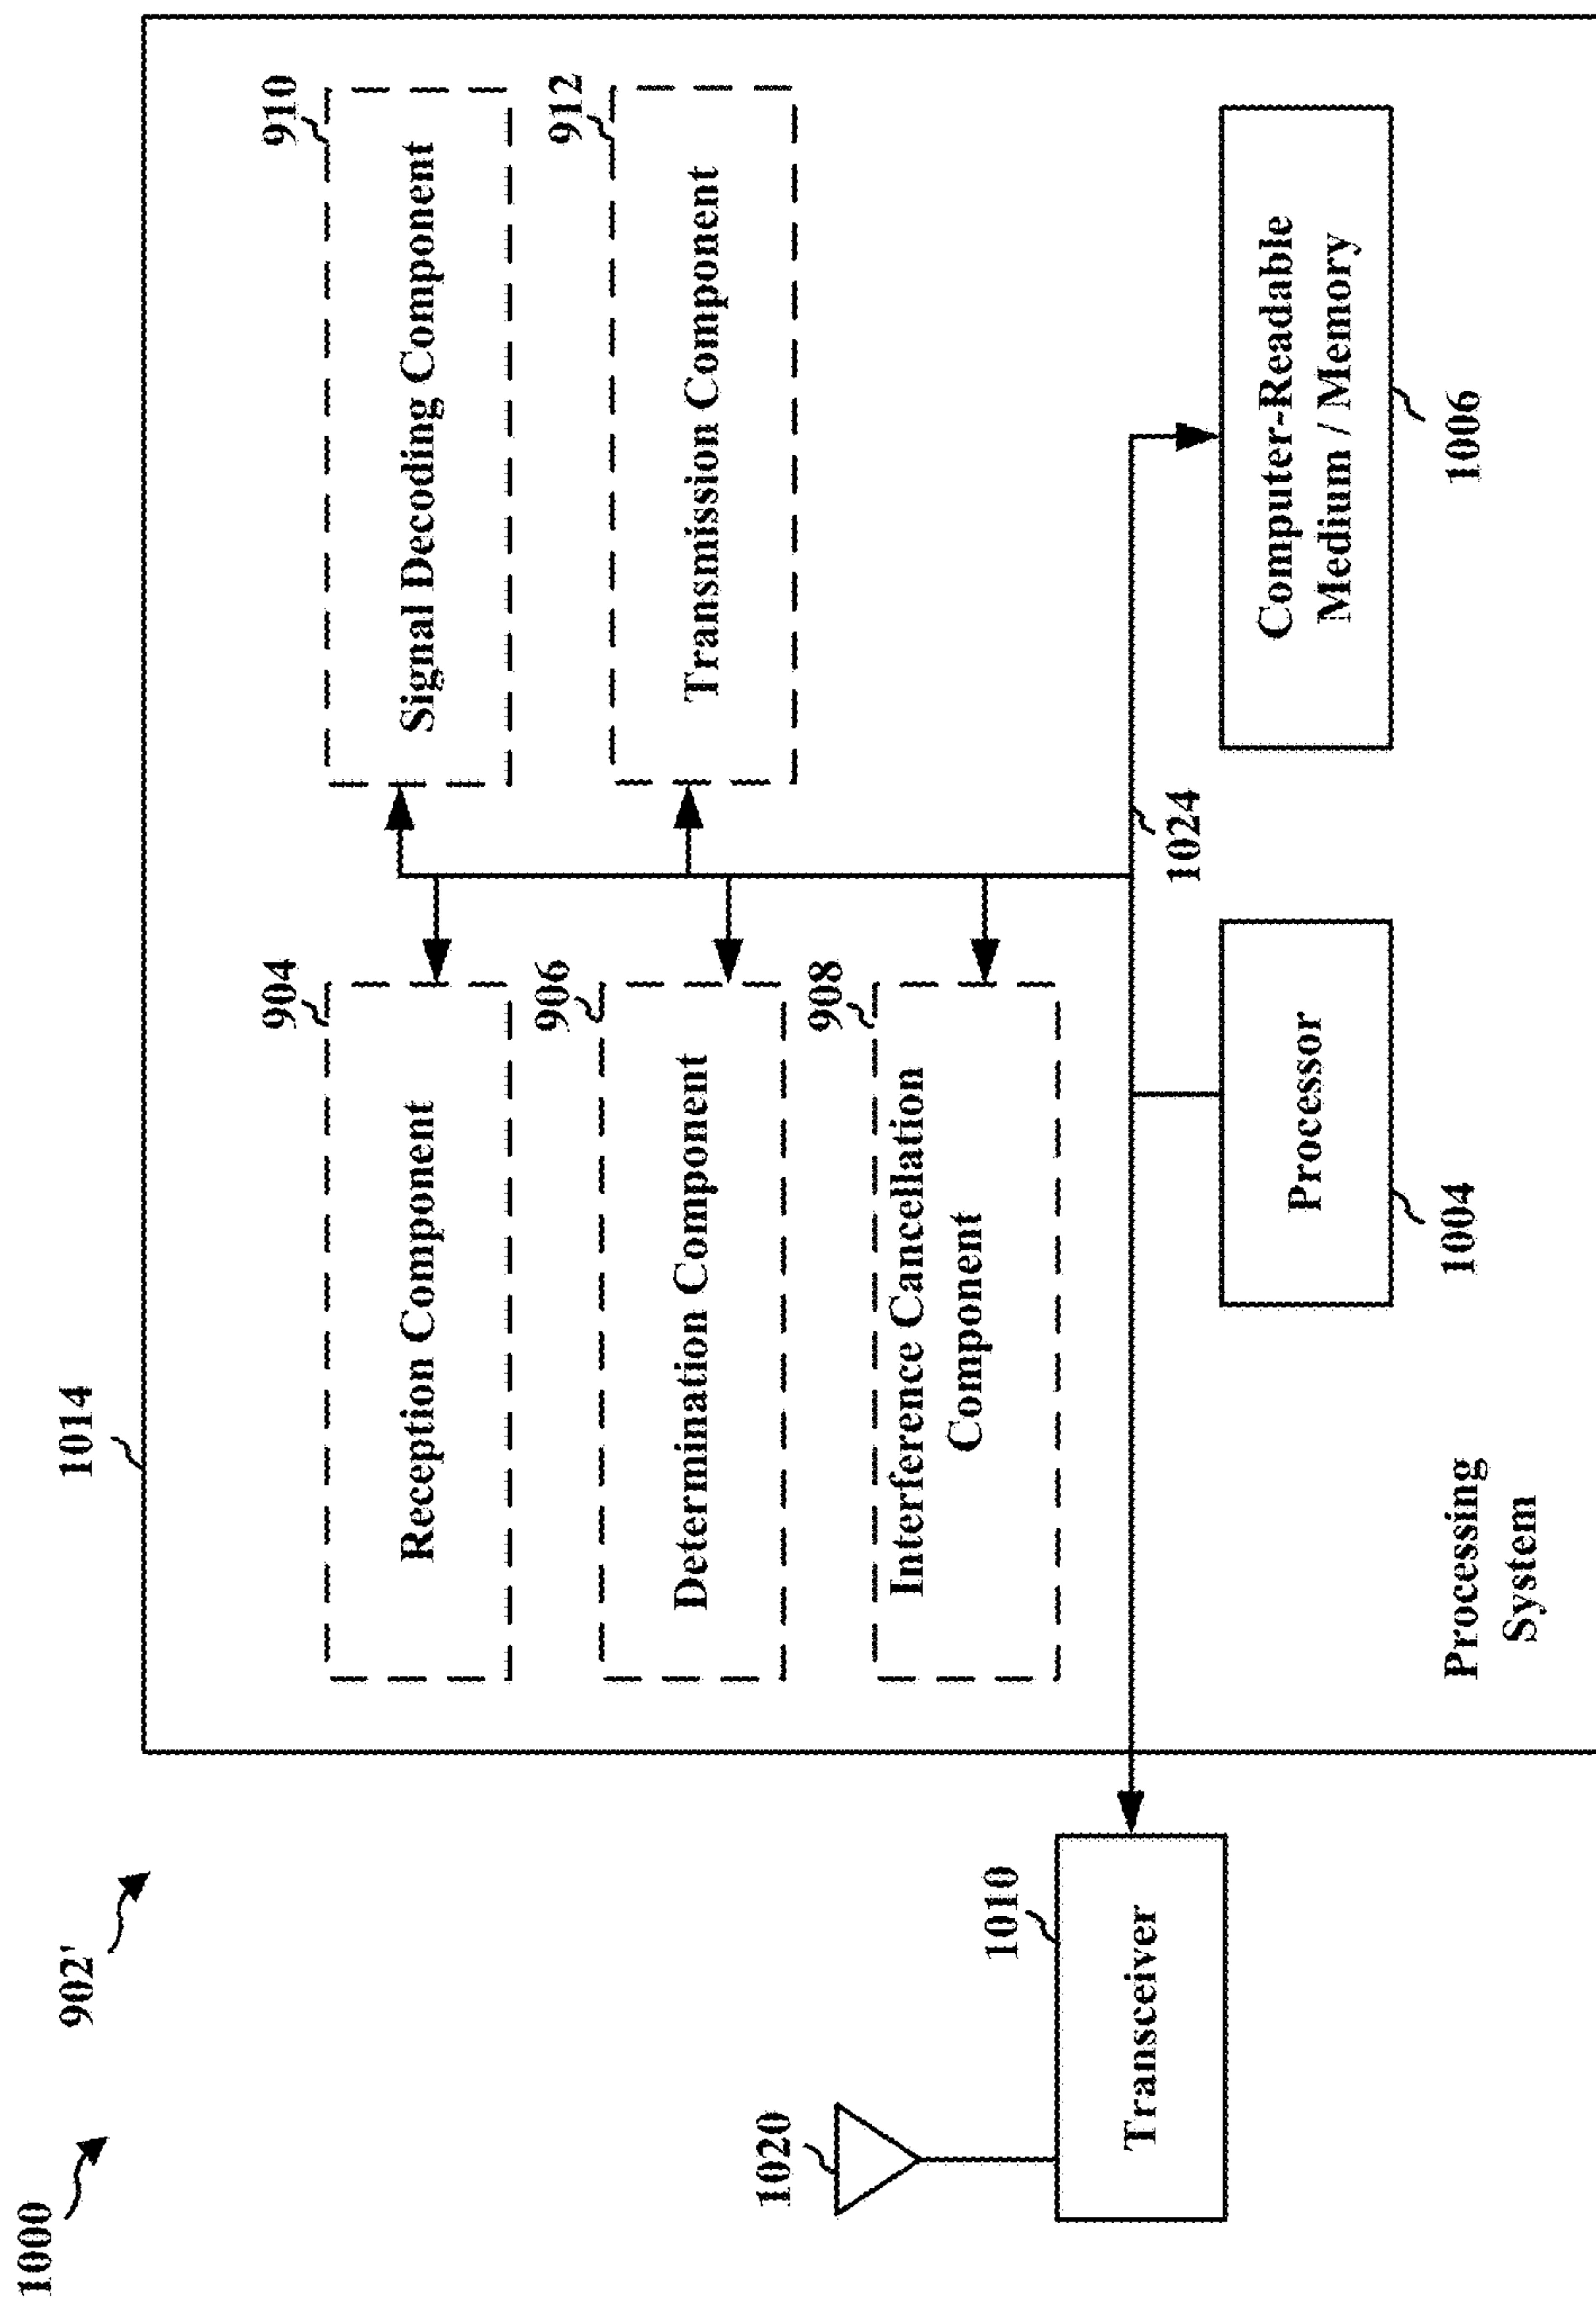 1000
902'
1014
904
Reception Component
910
Signal Decoding Component
906
Determination Component
912
Transmission Component
908
Interference Cancellation
Component
1020
1010
Transceiver
1024
Processor
1004
Computer-Readable
Medium / Memory
1006
Processing
System